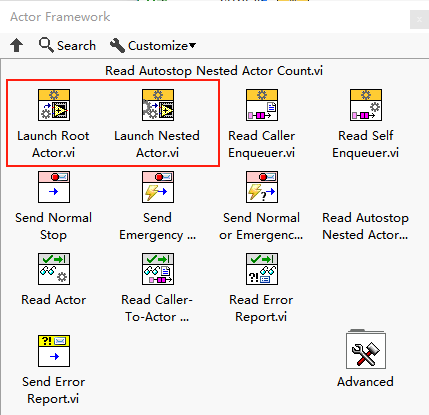 Actor Framework
Search
Customize
Read Autostop Nested Actor Count.vi
Launch Root
Actor.vi
Launch Nested
Actor.vi
Read Caller
Enqueuer.vi
Read Self
Enqueuer.vi
Send Normal
Stop
Send
Emergency ...
Send Normal
or Emergenc...
Read Autostop
Nested Actor...
Read Actor
Read Caller-
To-Actor ...
Read Error
Report.vi
Send Error
Report.vi
Advanced